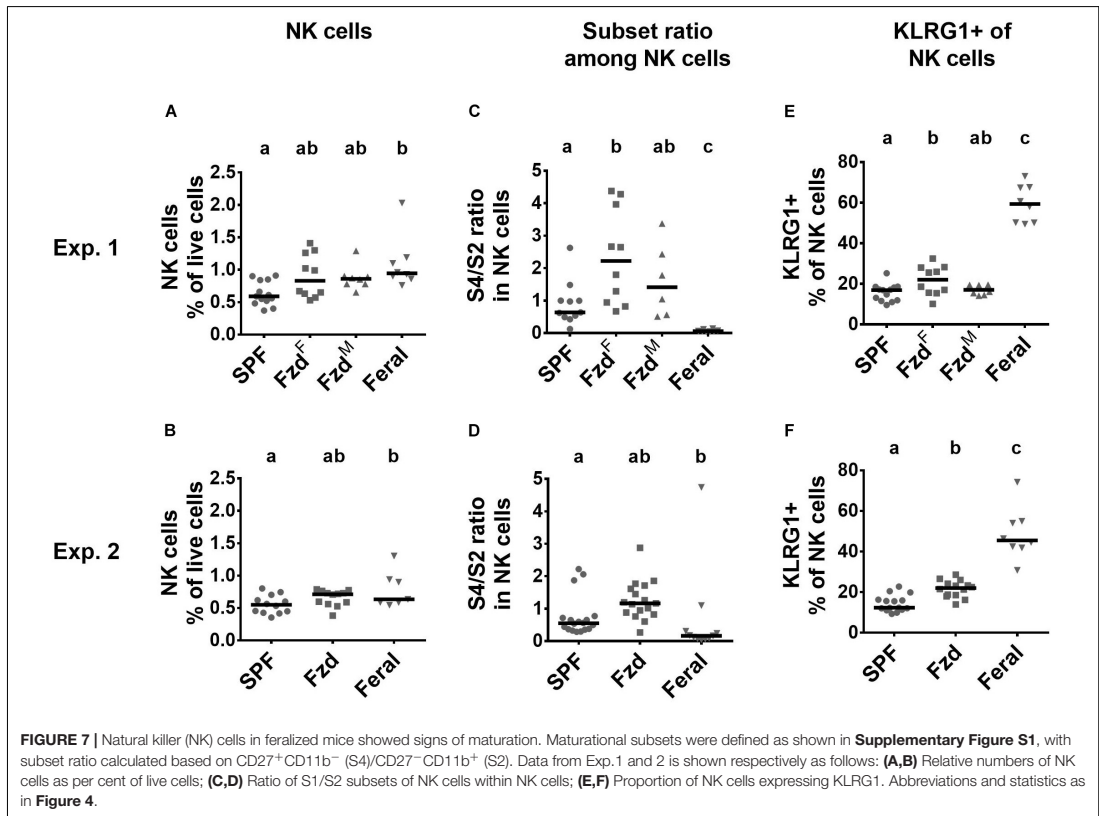 NK cells
Subset ratio
among NK cells
KLRG1+ of
NK cells
Exp. 1
A
a ab ab b
NK cells
% of live cells
2.5
2.0
1.5
1.0
0.5
0.0
SPF FzdF FzdM Feral
C
a b ab c
S4/S2 ratio
in NK cells
5
4
3
2
1
0
SPF FzdF FzdM Feral
E
a b ab c
KLRG1+
% of NK cells
80
60
40
20
0
SPF FzdF FzdM Feral
Exp. 2
B
a ab b
NK cells
% of live cells
2.5
2.0
1.5
1.0
0.5
0.0
SPF Fzd Feral
D
a ab b
S4/S2 ratio
in NK cells
5
4
3
2
1
0
SPF Fzd Feral
F
a b c
KLRG1+
% of NK cells
80
60
40
20
0
SPF Fzd Feral
FIGURE 7 | Natural killer (NK) cells in feralized mice showed signs of maturation. Maturational subsets were defined as shown in Supplementary Figure S1, with
subset ratio calculated based on CD27+CD11b− (S4)/CD27−CD11b+ (S2). Data from Exp.1 and 2 is shown respectively as follows: (A,B) Relative numbers of NK
cells as per cent of live cells; (C,D) Ratio of S1/S2 subsets of NK cells within NK cells; (E,F) Proportion of NK cells expressing KLRG1. Abbreviations and statistics as
in Figure 4.